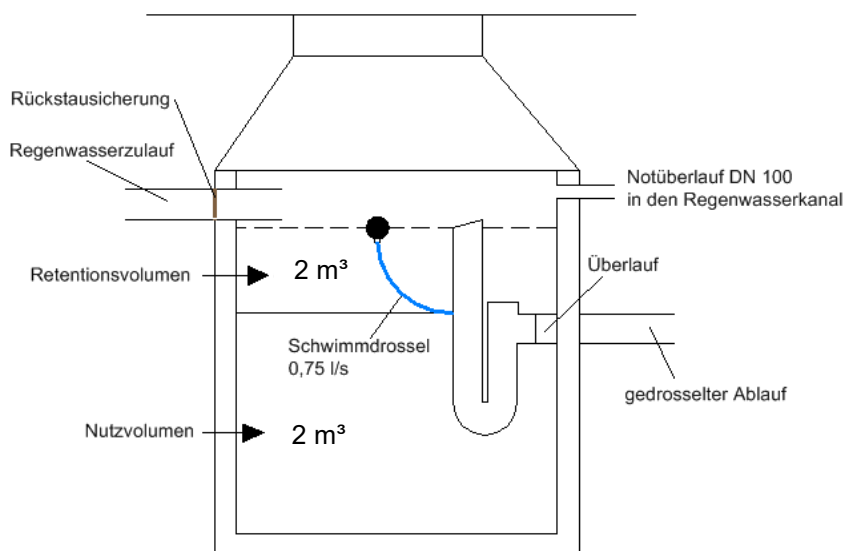 Rückstausicherung
Regenwasserzulauf
Notüberlauf DN 100
in den Regenwasserkanal
Retentionsvolumen
2 m³
Überlauf
Schwimmdrossel
0,75 l/s
gedrosselter Ablauf
Nutzvolumen
2 m³